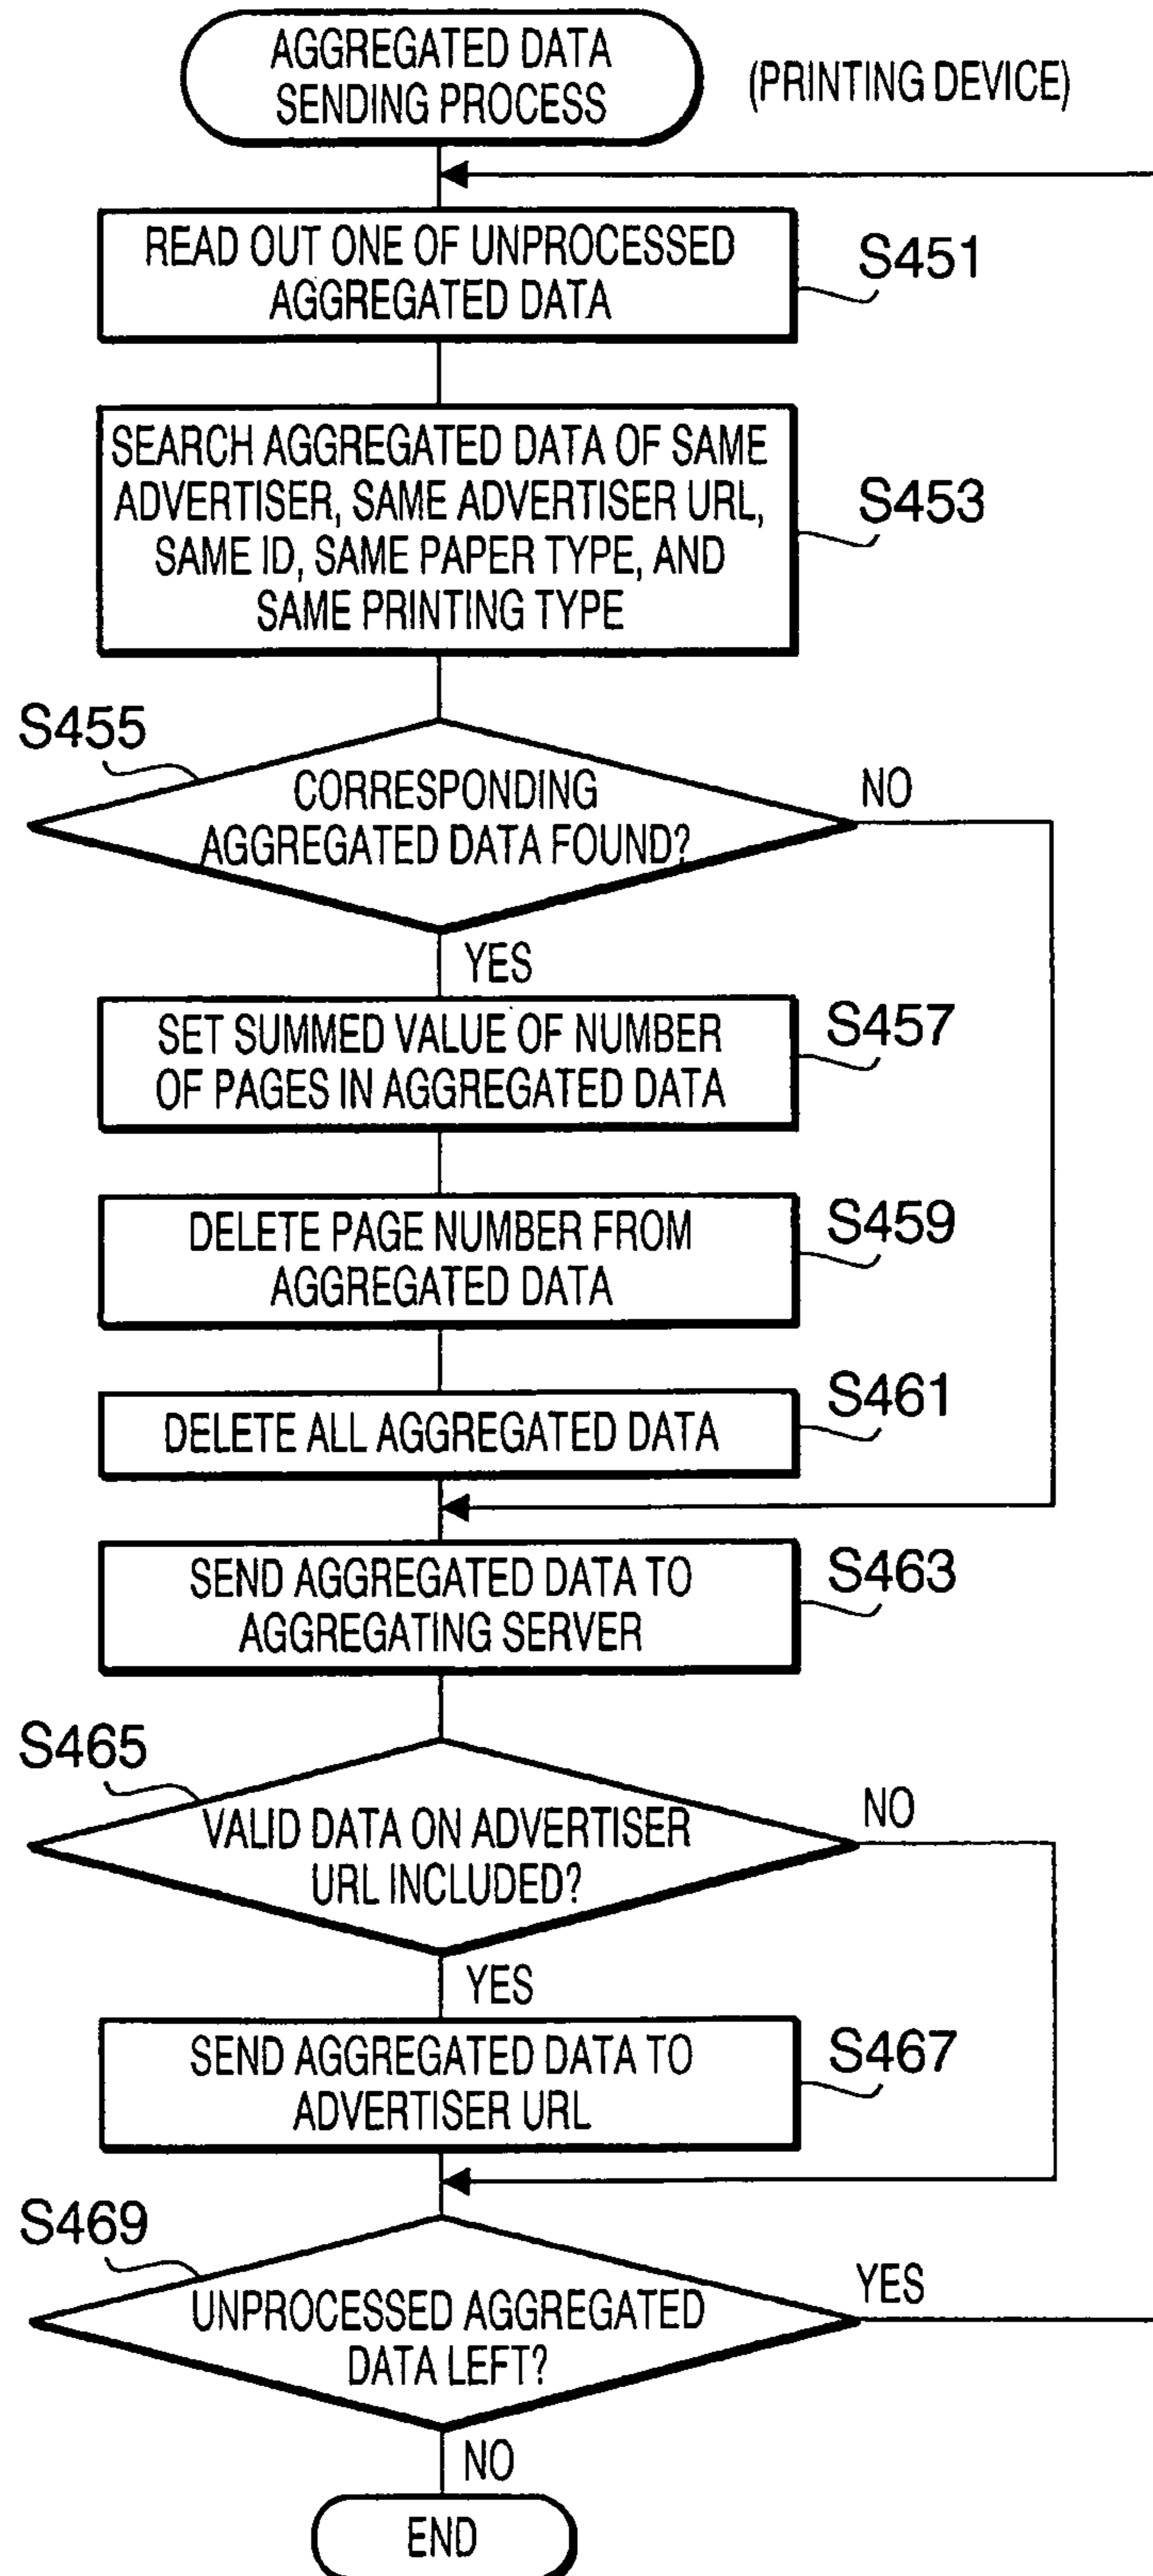 AGGREGATED DATA
SENDING PROCESS
(PRINTING DEVICE)
READ OUT ONE OF UNPROCESSED
AGGREGATED DATA
S451
SEARCH AGGREGATED DATA OF SAME
ADVERTISER, SAME ADVERTISER URL,
SAME ID, SAME PAPER TYPE, AND
SAME PRINTING TYPE
S453
S455
CORRESPONDING
AGGREGATED DATA FOUND?
NO
YES
SET SUMMED VALUE OF NUMBER
OF PAGES IN AGGREGATED DATA
S457
DELETE PAGE NUMBER FROM
AGGREGATED DATA
S459
DELETE ALL AGGREGATED DATA
S461
SEND AGGREGATED DATA TO
AGGREGATING SERVER
S463
S465
VALID DATA ON ADVERTISER
URL INCLUDED?
NO
YES
SEND AGGREGATED DATA TO
ADVERTISER URL
S467
S469
UNPROCESSED AGGREGATED
DATA LEFT?
YES
NO
END